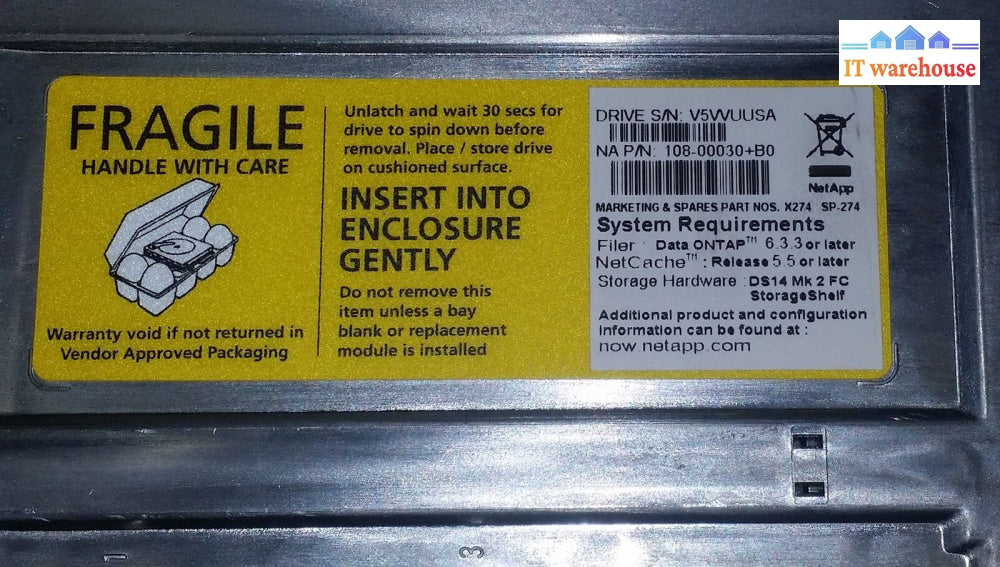 IT warehouse
FRAGILE
HANDLE WITH CARE
Warranty void if not returned in
Vendor Approved Packaging
Unlatch and wait 30 secs for
drive to spin down before
removal. Place / store drive
on cushioned surface.
INSERT INTO
ENCLOSURE
GENTLY
Do not remove this
item unless a bay
blank or replacement
module is installed
DRIVE S/N: V5VVUUSA
NA P/N: 108-00030+B0
NetApp
MARKETING & SPARES PART NOS. X274 SP-274
System Requirements
Filer : Data ONTAP™ 6.3.3 or later
NetCache™ : Release 5.5 or later
Storage Hardware : DS14 Mk 2 FC
StorageShelf
Additional product and configuration
information can be found at :
now.netapp.com
1
3